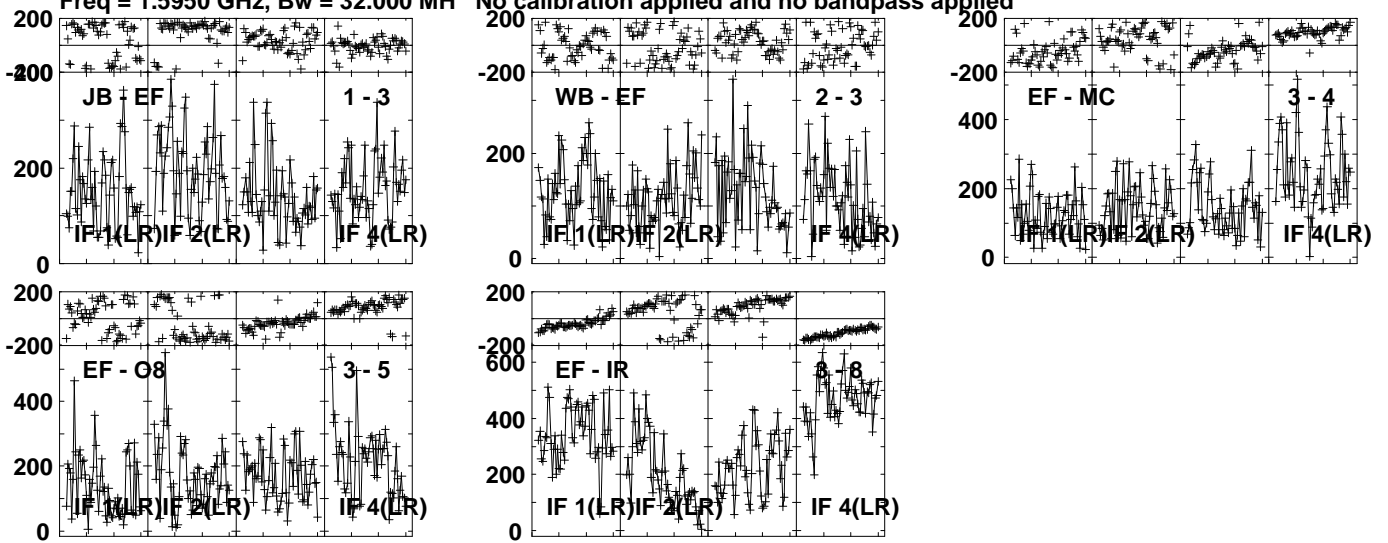 Freq = 1.5950 GHz, Bw = 32.000 MH No calibration applied and no bandpass applied
200
-200
JB - EF 1 - 3
200
0
IF 1(LR) IF 2(LR) IF 4(LR)
200
-200
WB - EF 2 - 3
200
0
IF 1(LR) IF 2(LR) IF 4(LR)
200
-200
EF - MC 3 - 4
400
200
0
IF 1(LR) IF 2(LR) IF 4(LR)
200
-200
EF - O8 3 - 5
400
200
0
IF 1(LR) IF 2(LR) IF 4(LR)
200
-200
600
EF - IR 3 - 8
400
200
0
IF 1(LR) IF 2(LR) IF 4(LR)